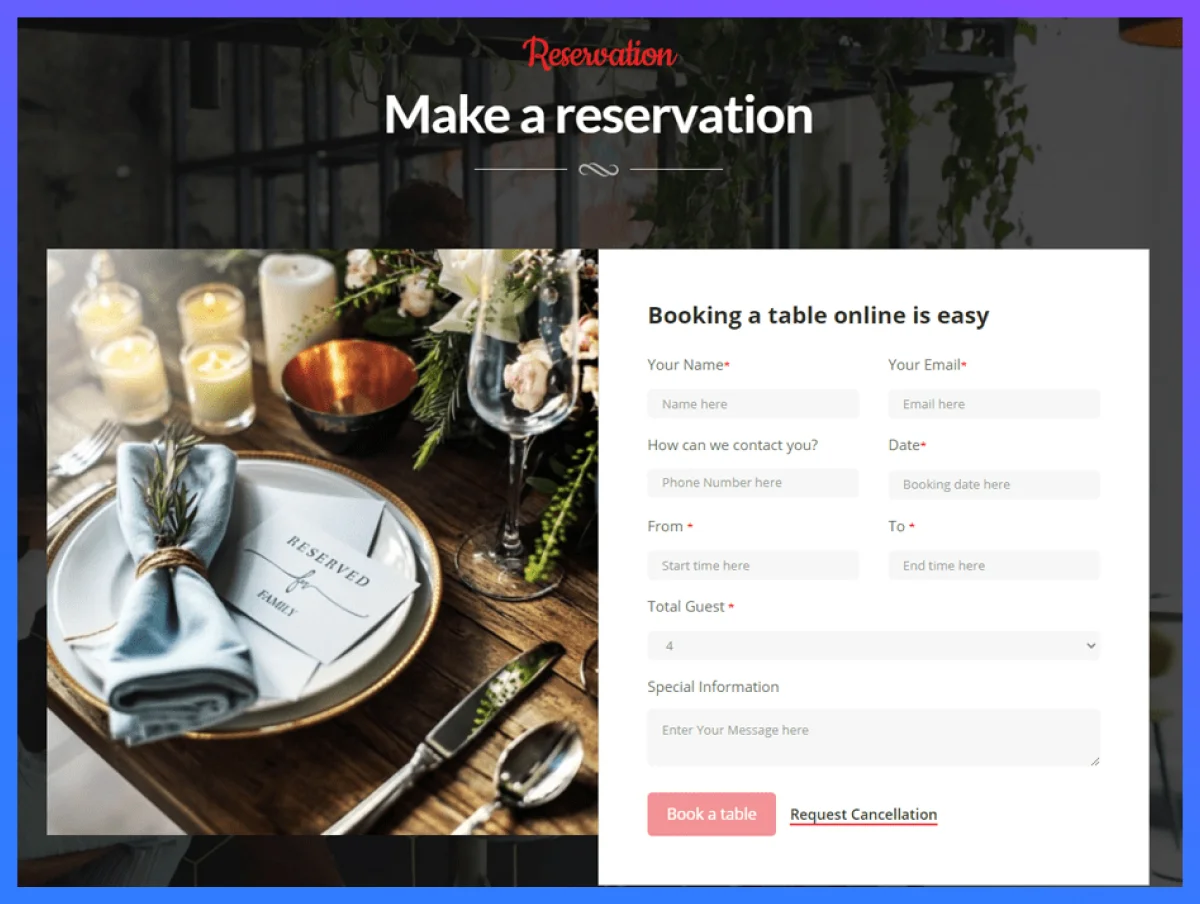 Reservation
Make a reservation
RESERVED
for
FAMILY
Booking a table online is easy
Your Name* Your Email*
Name here Email here
How can we contact you? Date*
Phone Number here Booking date here
From * To *
Start time here End time here
Total Guest *
4
Special Information
Enter Your Message here
Book a table Request Cancellation